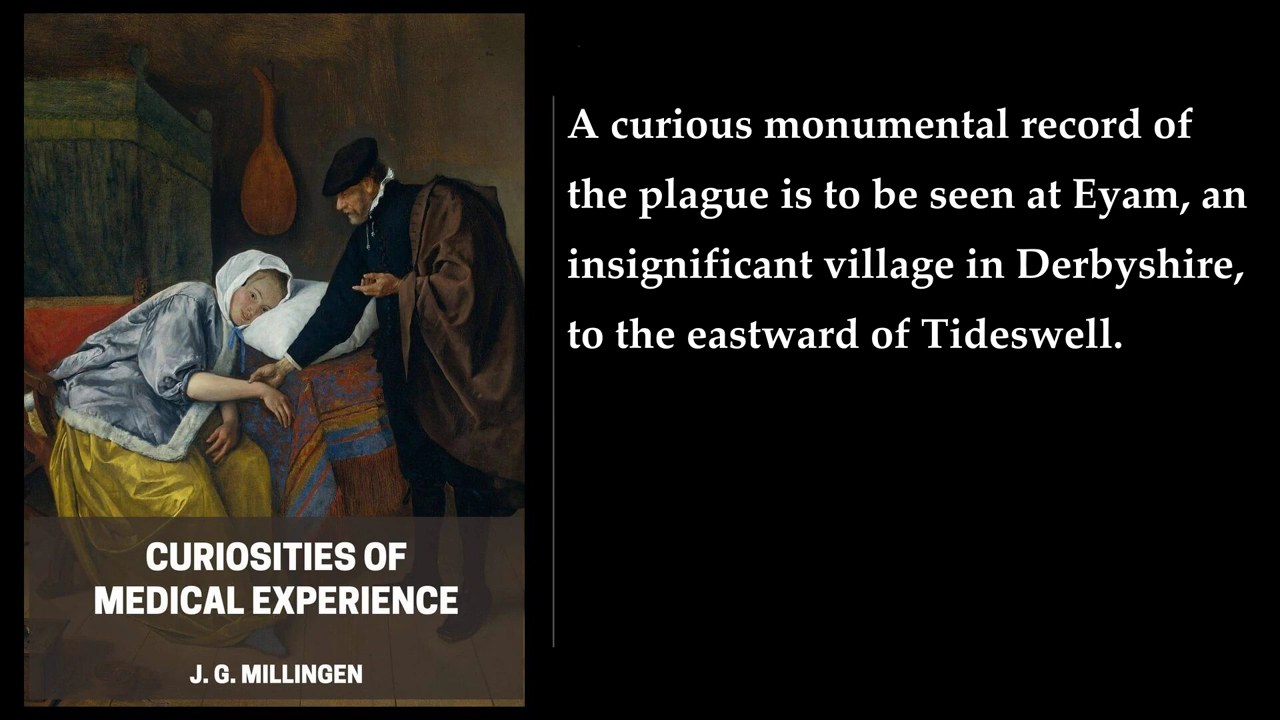 A curious monumental record of
the plague is to be seen at Eyam, an
insignificant village in Derbyshire,
to the eastward of Tideswell.
CURIOSITIES OF
MEDICAL EXPERIENCE
J. G. MILLINGEN